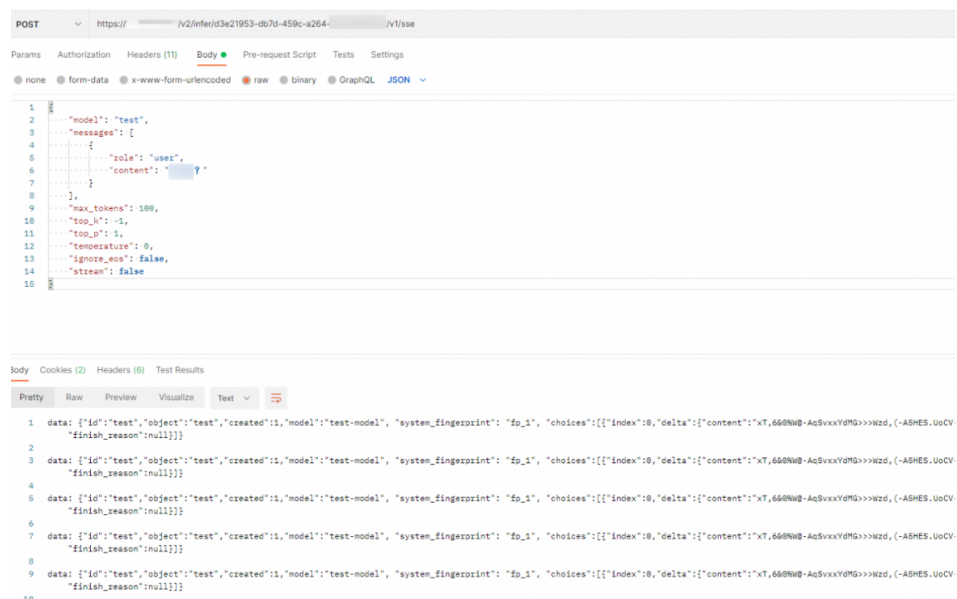 POST https:// /v2/infer/d3e21953-db7d-459c-a264- /v1/sse
Params Authorization Headers (11) Body Pre-request Script Tests Settings
none form-data x-www-form-urlencoded raw binary GraphQL JSON
1 {
2 "model": "test",
3 "messages": [
4 {
5 "role": "user",
6 "content": " ? "
7 }
8 ],
9 "max_tokens": 100,
10 "top_k": -1,
11 "top_p": 1,
12 "temperature": 0,
13 "ignore_eos": false,
14 "stream": false
15 }
Body Cookies (2) Headers (6) Test Results
Pretty Raw Preview Visualize Text
1 data: {"id":"test","object":"test","created":1,"model":"test-model", "system_fingerprint": "fp_1", "choices":[{"index":0,"delta":{"content":"xT,6&0%W@-AqSvxxYdMG>>>Wzd,(-A5HES.UoCV-
"finish_reason":null}]}
2
3 data: {"id":"test","object":"test","created":1,"model":"test-model", "system_fingerprint": "fp_1", "choices":[{"index":0,"delta":{"content":"xT,6&0%W@-AqSvxxYdMG>>>Wzd,(-A5HES.UoCV-
"finish_reason":null}]}
4
5 data: {"id":"test","object":"test","created":1,"model":"test-model", "system_fingerprint": "fp_1", "choices":[{"index":0,"delta":{"content":"xT,6&0%W@-AqSvxxYdMG>>>Wzd,(-A5HES.UoCV-
"finish_reason":null}]}
6
7 data: {"id":"test","object":"test","created":1,"model":"test-model", "system_fingerprint": "fp_1", "choices":[{"index":0,"delta":{"content":"xT,6&0%W@-AqSvxxYdMG>>>Wzd,(-A5HES.UoCV-
"finish_reason":null}]}
8
9 data: {"id":"test","object":"test","created":1,"model":"test-model", "system_fingerprint": "fp_1", "choices":[{"index":0,"delta":{"content":"xT,6&0%W@-AqSvxxYdMG>>>Wzd,(-A5HES.UoCV-
"finish_reason":null}]}
10